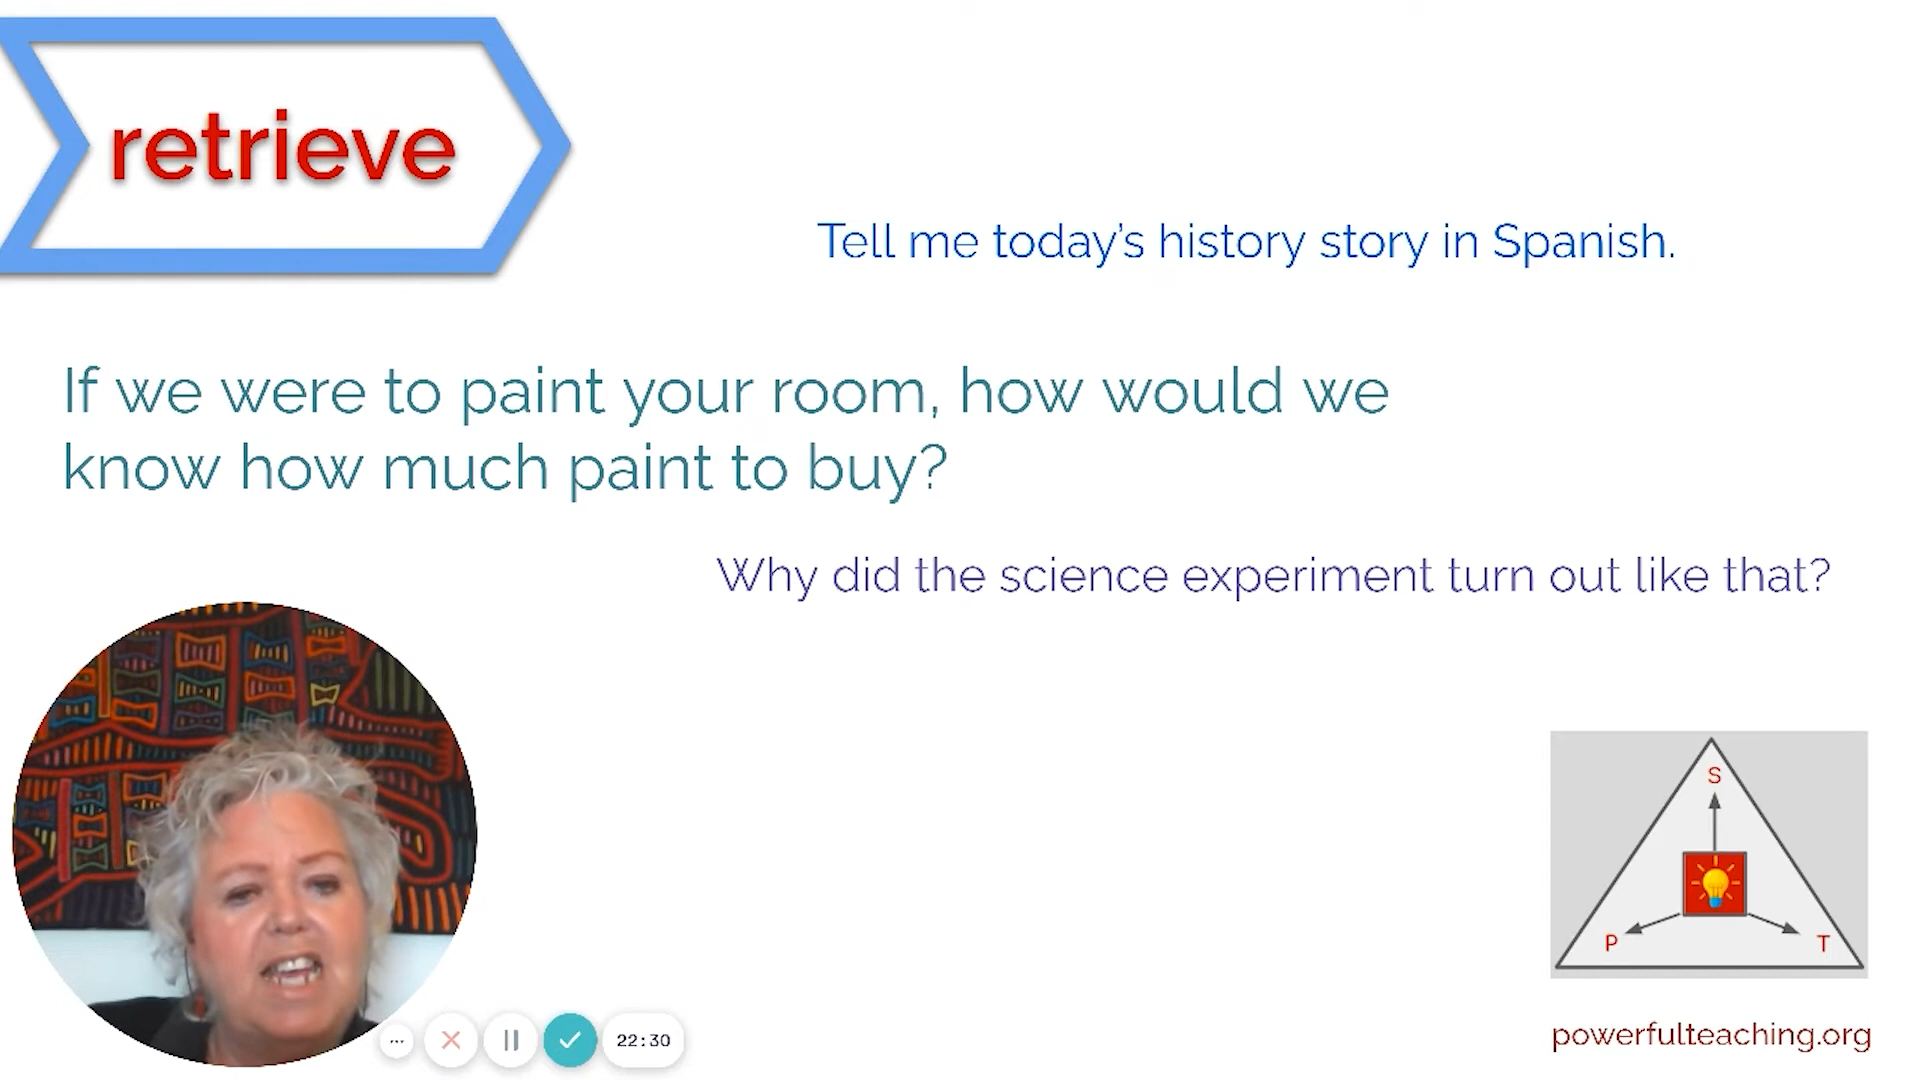 retrieve
Tell me today's history story in Spanish.
If we were to paint your room, how would we
know how much paint to buy?
Why did the science experiment turn out like that?
S
P
T
22:30
powerfulteaching.org